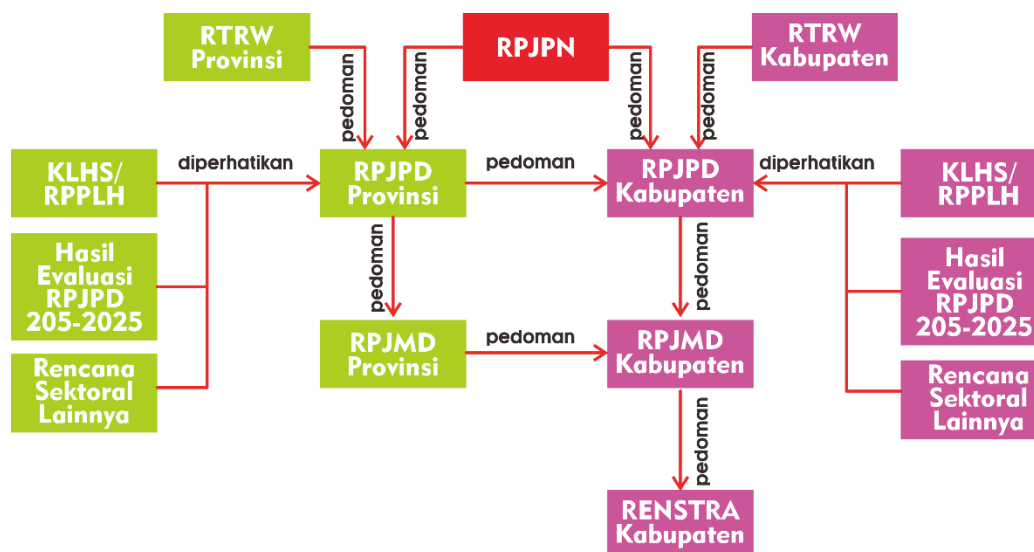 RTRW
Provinsi
RPJPN
RTRW
Kabupaten
pedoman
pedoman
pedoman
pedoman
KLHS/
RPPLH
diperhatikan
RPJPD
Provinsi
pedoman
RPJPD
Kabupaten
diperhatikan
KLHS/
RPPLH
Hasil
Evaluasi
RPJPD
205-2025
pedoman
pedoman
Hasil
Evaluasi
RPJPD
205-2025
RPJMD
Provinsi
pedoman
RPJMD
Kabupaten
Rencana
Sektoral
Lainnya
Rencana
Sektoral
Lainnya
pedoman
RENSTRA
Kabupaten